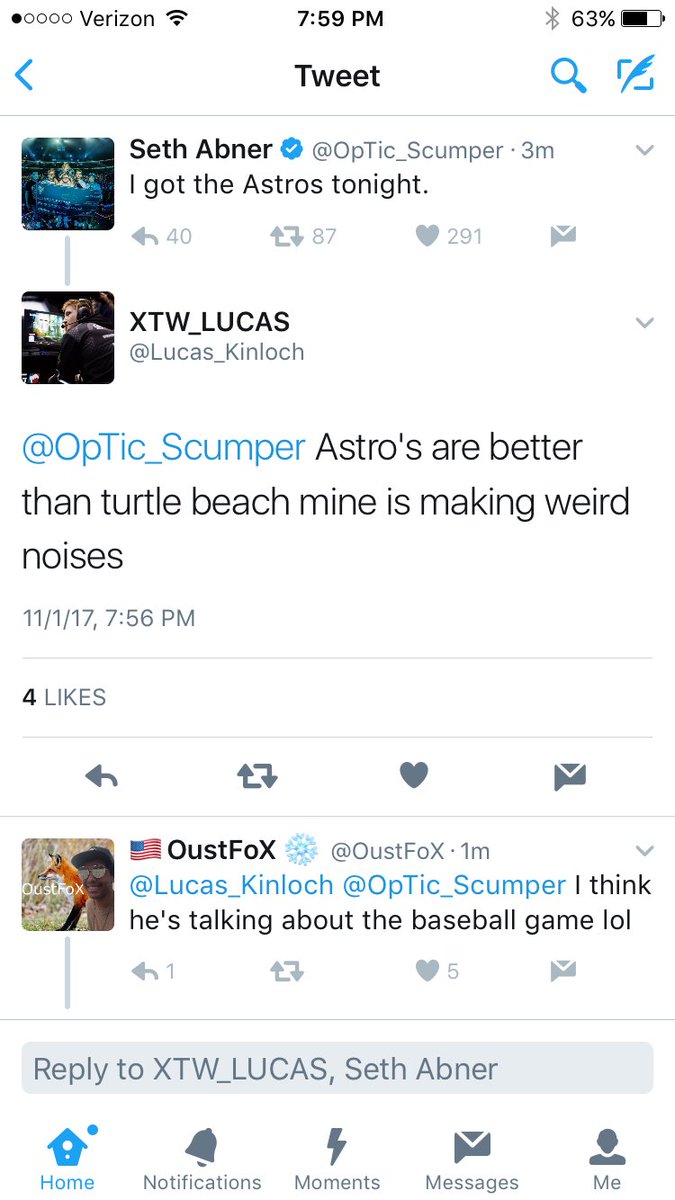 Verizon 7:59 PM 63%
Tweet
Seth Abner @OpTic_Scumper · 3m
I got the Astros tonight.
40 87 291
XTW_LUCAS
@Lucas_Kinloch
@OpTic_Scumper Astro's are better
than turtle beach mine is making weird
noises
11/1/17, 7:56 PM
4 LIKES
OustFoX
🇺🇸 OustFoX ❄️ @OustFoX · 1m
@Lucas_Kinloch @OpTic_Scumper I think
he's talking about the baseball game lol
1 5
Reply to XTW_LUCAS, Seth Abner
Home Notifications Moments Messages Me